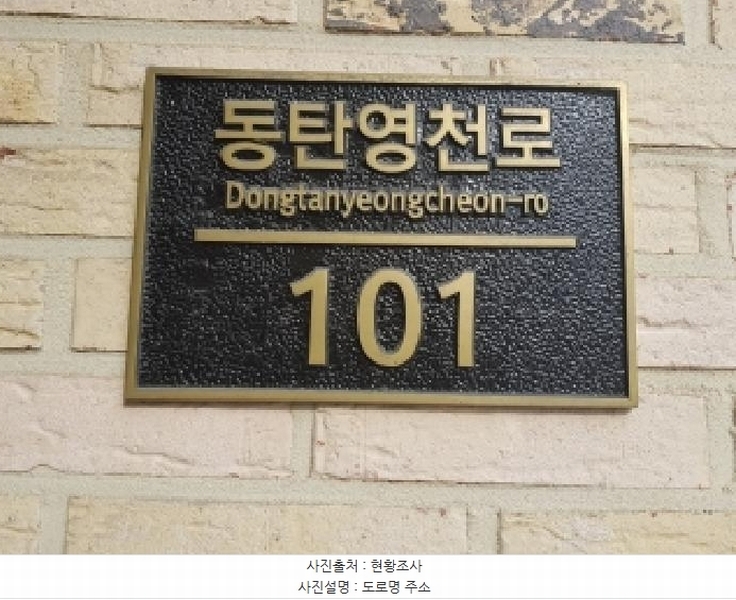 동탄영천로
Dongtanyeongcheon-ro
101
사진출처 : 현황조사
사진설명 : 도로명 주소